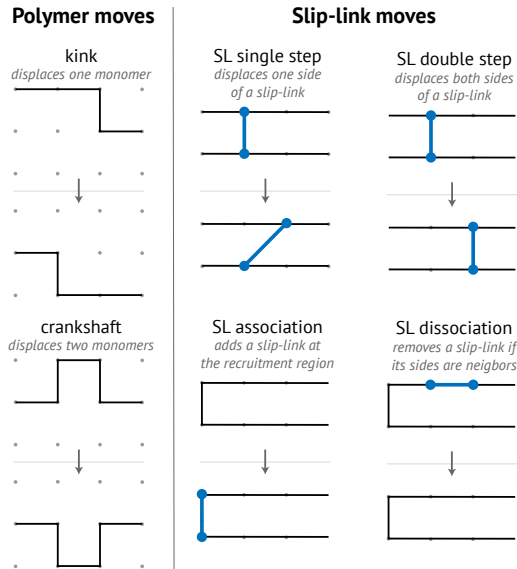 Polymer moves
Slip-link moves
kink
displaces one monomer
SL single step
displaces one side
of a slip-link
SL double step
displaces both sides
of a slip-link
crankshaft
displaces two monomers
SL association
adds a slip-link at
the recruitment region
SL dissociation
removes a slip-link if
its sides are neigbors